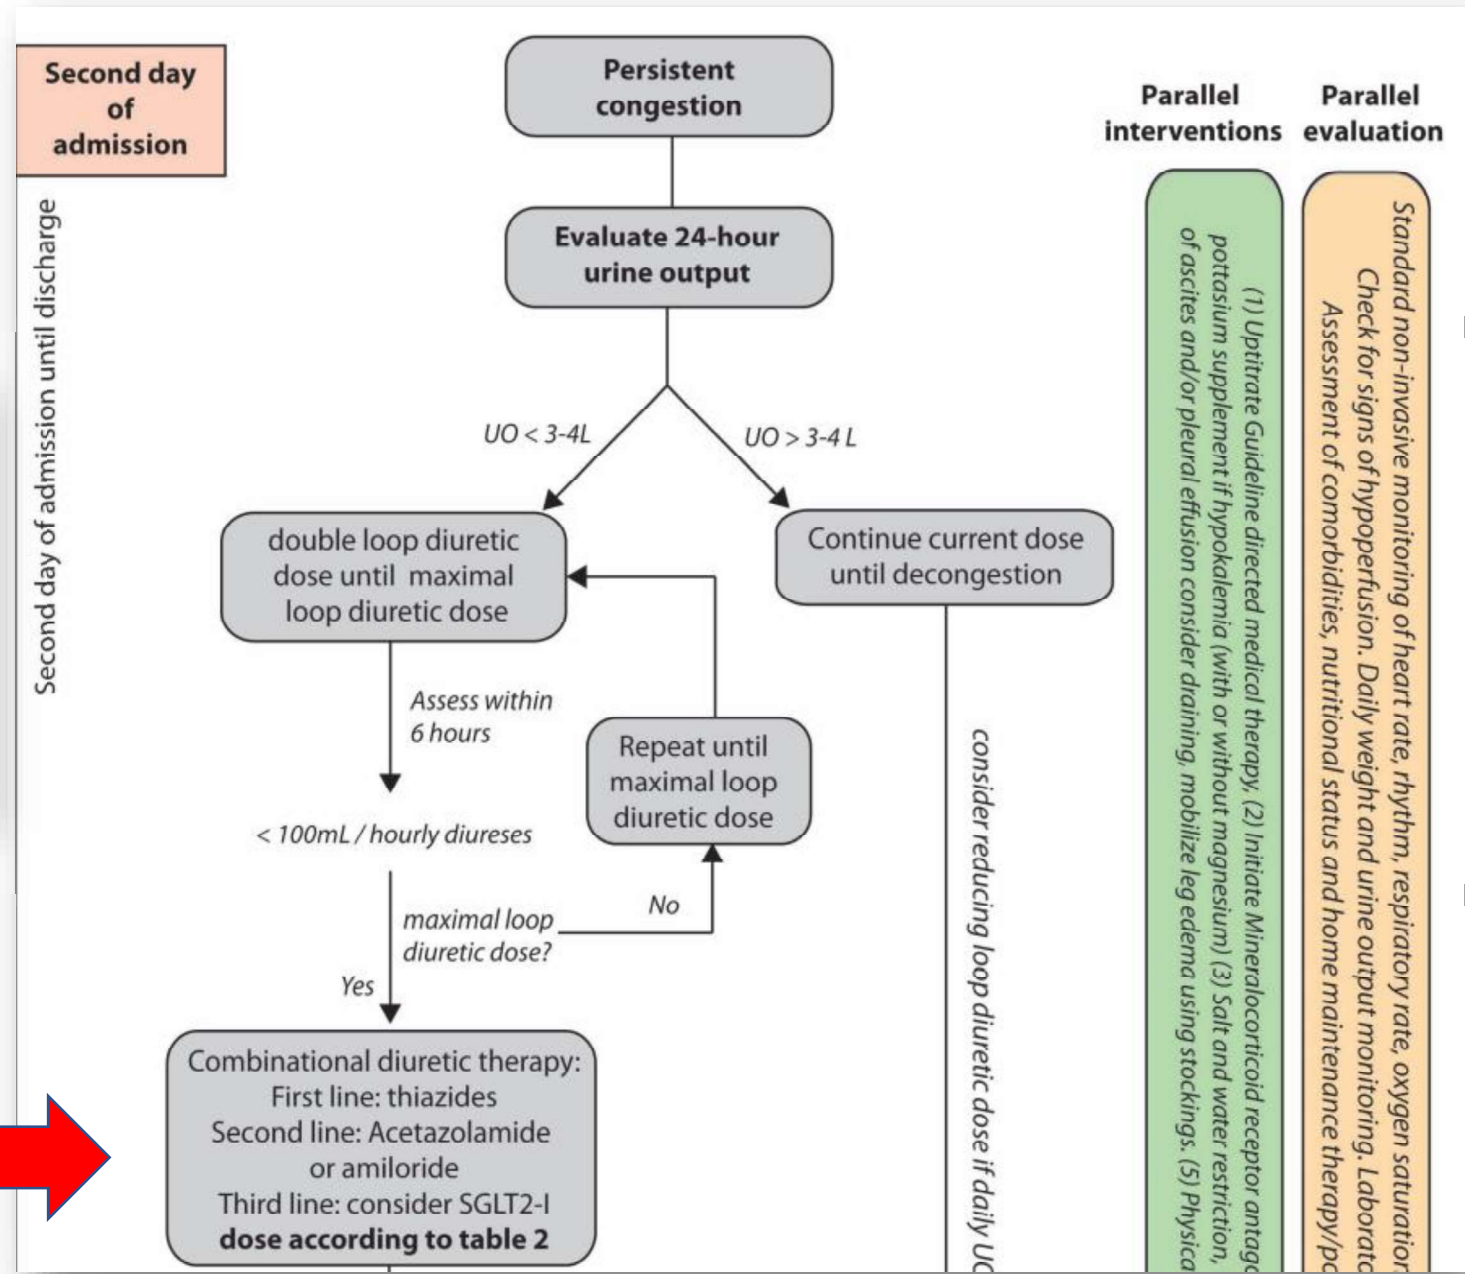 Second day
of
admission
Second day of admission until discharge
Persistent
congestion
Evaluate 24-hour
urine output
UO < 3-4L
UO > 3-4 L
double loop diuretic
dose until maximal
loop diuretic dose
Continue current dose
until decongestion
Assess within
6 hours
Repeat until
maximal loop
diuretic dose
< 100mL / hourly diureses
maximal loop
diuretic dose?
No
Yes
Combinational diuretic therapy:
First line: thiazides
Second line: Acetazolamide
or amiloride
Third line: consider SGLT2-I
dose according to table 2
consider reducing loop diuretic dose if daily UO
Parallel
interventions
(1) Uptitrate Guideline directed medical therapy, (2) Initiate Mineralocorticoid receptor antago
pottasium supplement if hypokalemia (with or without magnesium) (3) Salt and water restriction,
of ascites and/or pleural effusion consider draining, mobilize leg edema using stockings. (5) Physica
Parallel
evaluation
Standard non-invasive monitoring of heart rate, rhythm, respiratory rate, oxygen saturation
Check for signs of hypoperfusion. Daily weight and urine output monitoring. Laborato
Assessment of comorbidities, nutritional status and home maintenance therapy/po